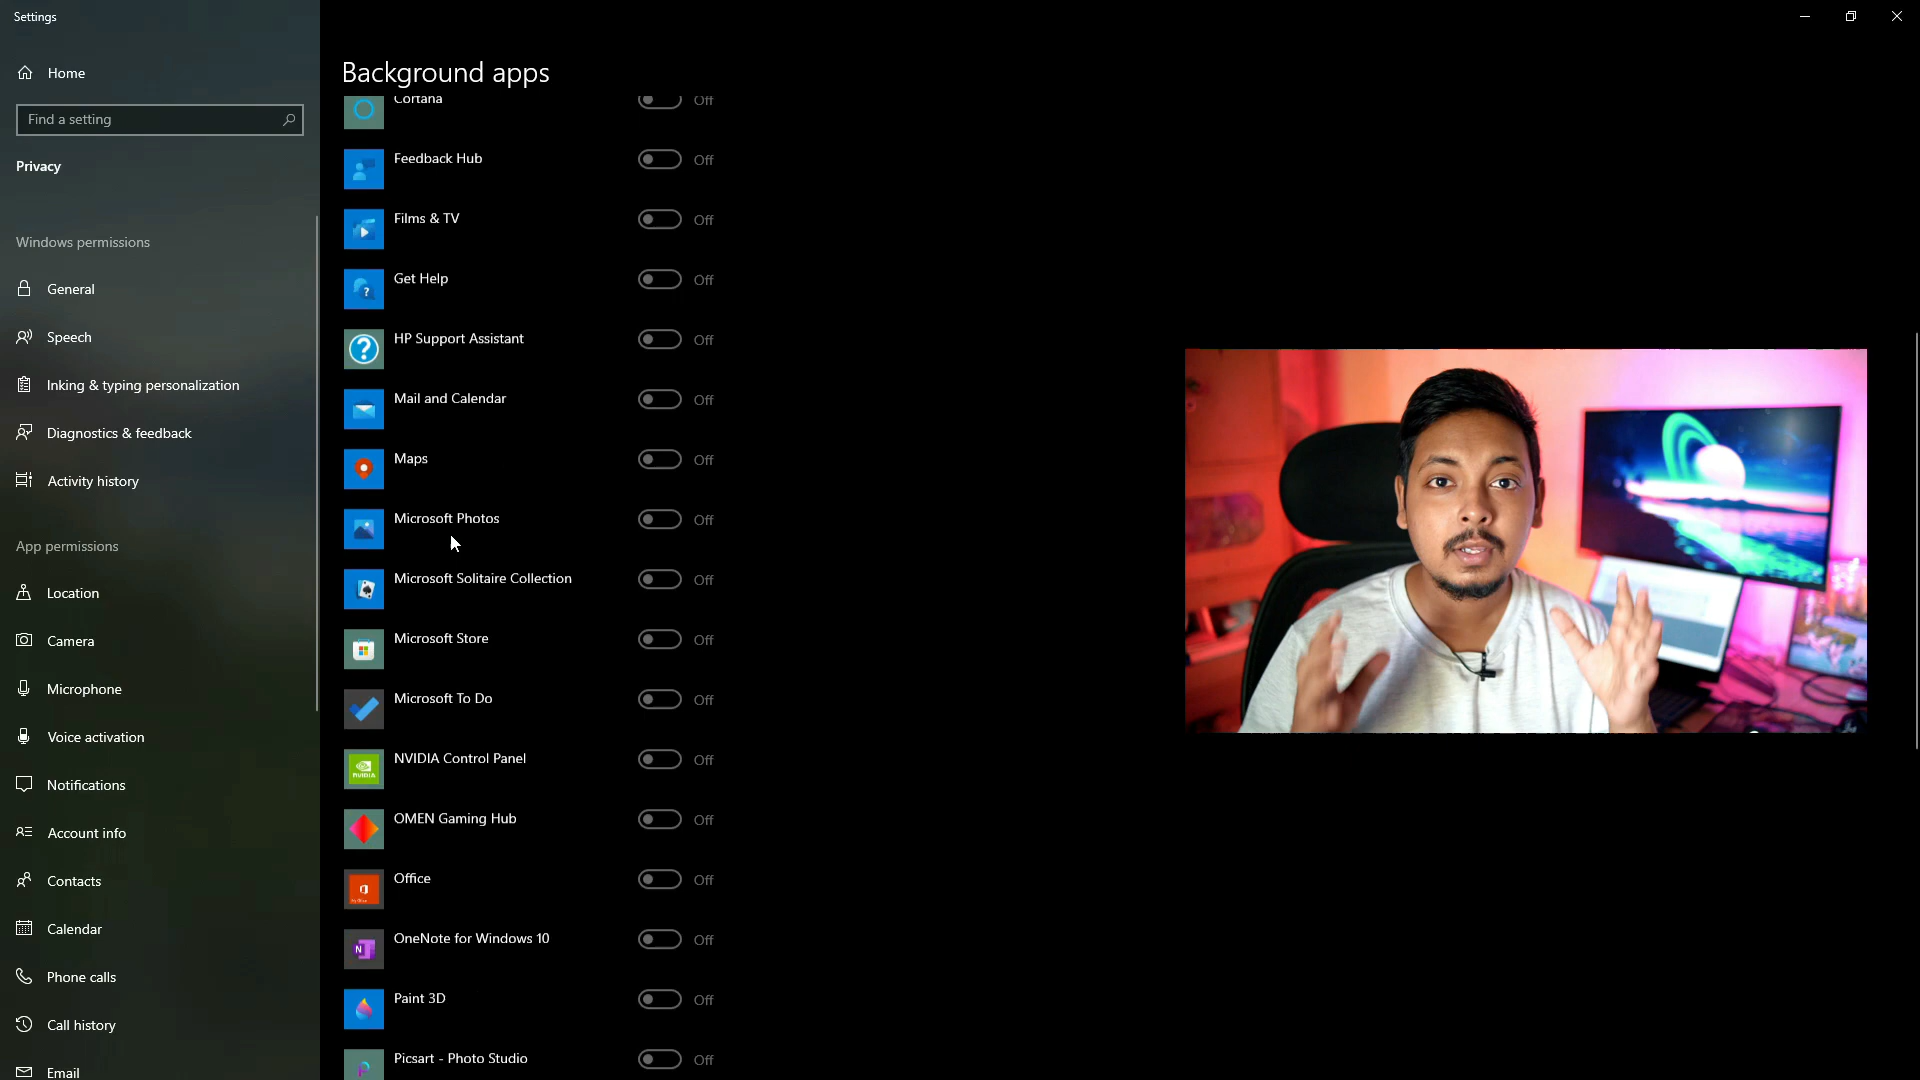 Settings
Home
Find a setting
Privacy
Windows permissions
General
Speech
Inking & typing personalization
Diagnostics & feedback
Activity history
App permissions
Location
Camera
Microphone
Voice activation
Notifications
Account info
Contacts
Calendar
Phone calls
Call history
Email
Background apps
Cortana Off
Feedback Hub Off
Films & TV Off
Get Help Off
HP Support Assistant Off
Mail and Calendar Off
Maps Off
Microsoft Photos Off
Microsoft Solitaire Collection Off
Microsoft Store Off
Microsoft To Do Off
NVIDIA Control Panel Off
NVIDIA
OMEN Gaming Hub Off
Office Off
OneNote for Windows 10 Off
Paint 3D Off
Picsart - Photo Studio Off